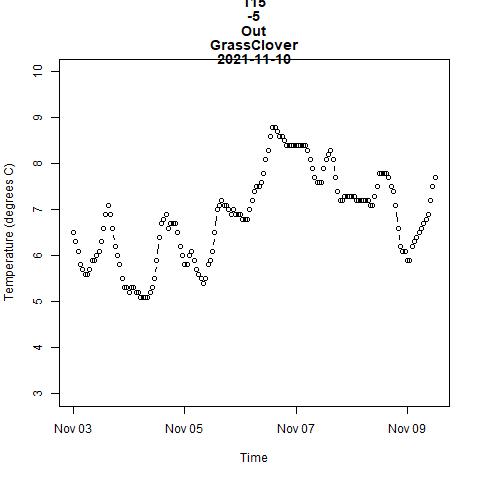 T15
-5
Out
GrassClover
2021-11-10
Temperature (degrees C)
10
9
8
7
6
5
4
3
Nov 03
Nov 05
Nov 07
Nov 09
Time